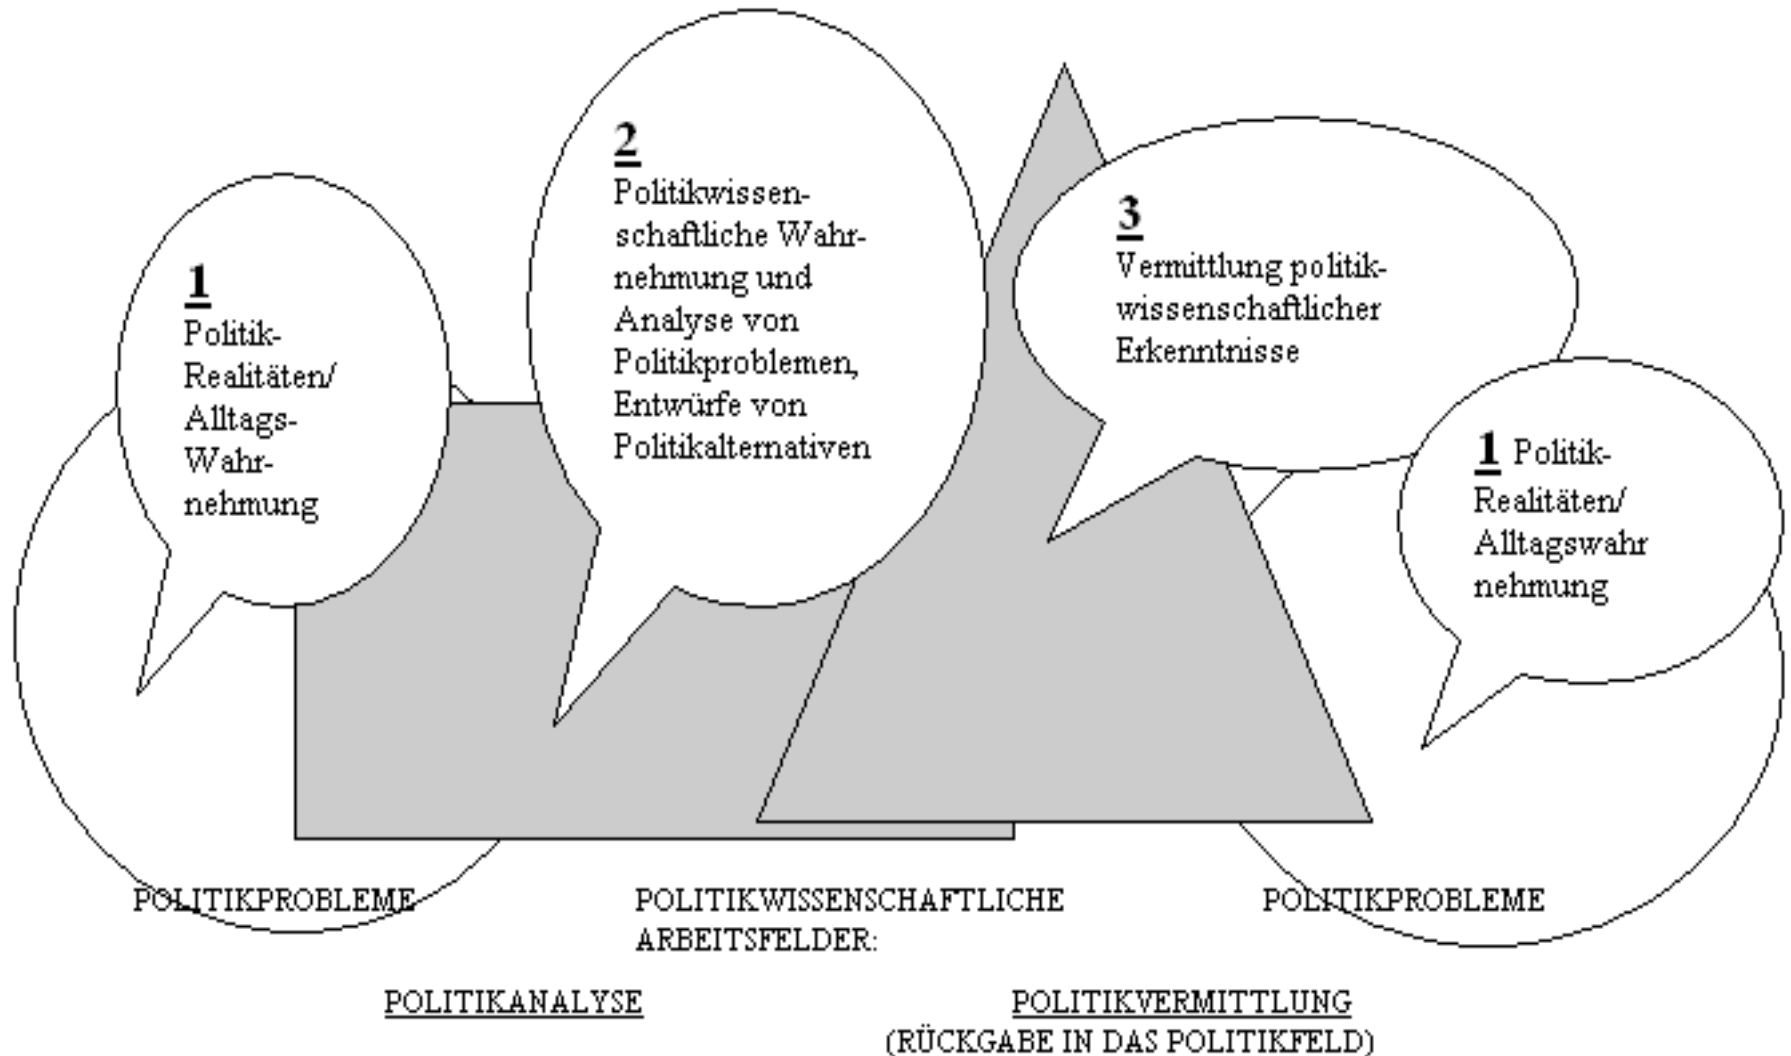 1
Politik-
Realitäten/
Alltags-
Wahr-
nehmung
2
Politikwissen-
schaftliche Wahr-
nehmung und
Analyse von
Politikproblemen,
Entwürfe von
Politikalternativen
3
Vermittlung politik-
wissenschaftlicher
Erkenntnisse
1 Politik-
Realitäten/
Alltagswahr
nehmung
POLITIKPROBLEME
POLITIKWISSENSCHAFTLICHE
ARBEITSFELDER:
POLITIKPROBLEME
POLITIKANALYSE
POLITIKVERMITTLUNG
(RÜCKGABE IN DAS POLITIKFELD)